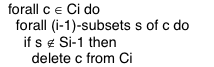 forall c ∈ Ci do
forall (i-1)-subsets s of c do
if s ∉ Si-1 then
delete c from Ci